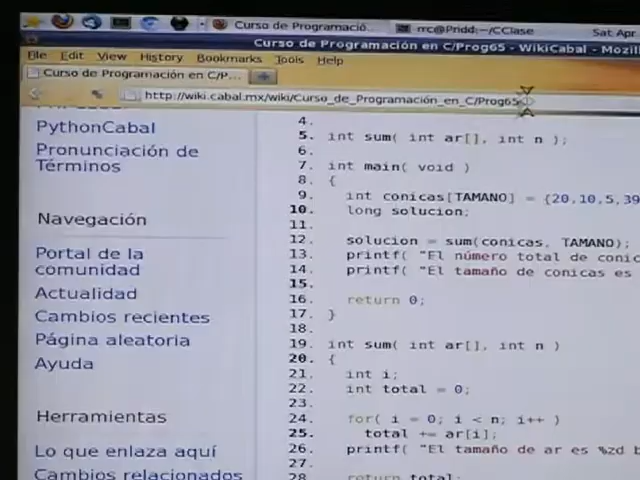 Curso de Programació...
rrc@Pridd:~/CClase
Sat Apr
Curso de Programación en C/Prog65 - WikiCabal - Mozil
File Edit View History Bookmarks Tools Help
Curso de Programación en C/P...
http://wiki.cabal.mx/wiki/Curso_de_Programación_en_C/Prog65
PythonCabal
Pronunciación de
Términos
Navegación
Portal de la
comunidad
Actualidad
Cambios recientes
Página aleatoria
Ayuda
Herramientas
Lo que enlaza aquí
Cambios relacionados
4.
5. int sum( int ar[], int n );
6.
7. int main( void )
8. {
9. int conicas[TAMANO] = {20,10,5,39
10. long solucion;
11.
12. solucion = sum(conicas, TAMANO);
13. printf( "El número total de conic
14. printf( "El tamaño de conicas es
15.
16. return 0;
17. }
18.
19. int sum( int ar[], int n )
20. {
21. int i;
22. int total = 0;
23.
24. for( i = 0; i < n; i++ )
25. total += ar[i];
26. printf( "El tamaño de ar es %zd b
27.
28 return total;